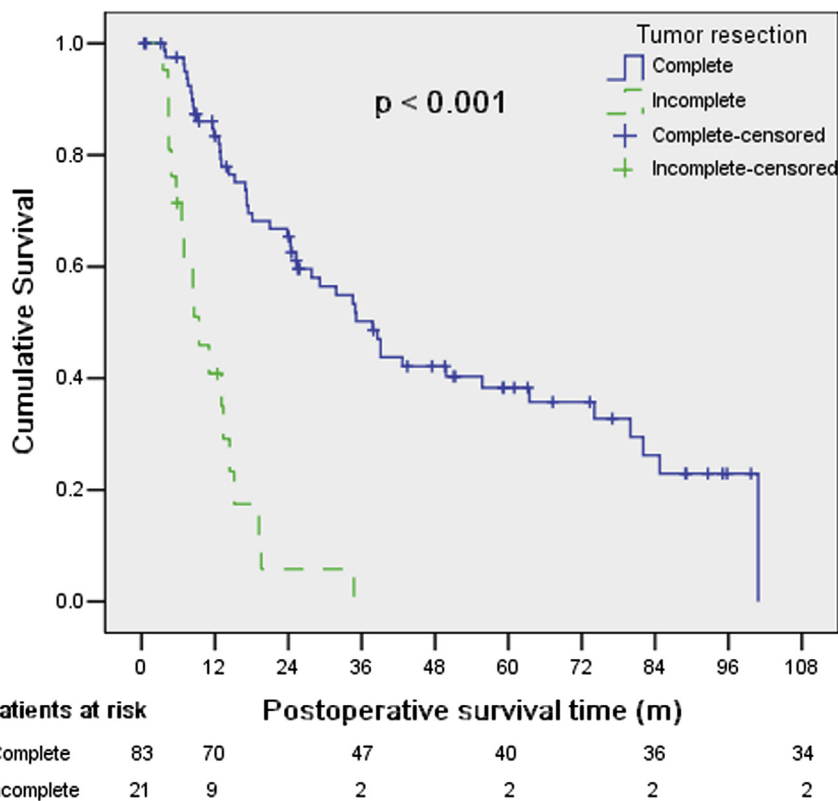 Tumor resection
Complete
Incomplete
Complete-censored
Incomplete-censored
p < 0.001
Cumulative Survival
1.0
0.8
0.6
0.4
0.2
0.0
0 12 24 36 48 60 72 84 96 108
Postoperative survival time (m)
atients at risk
omplete 83 70 47 40 36 34
complete 21 9 2 2 2 2